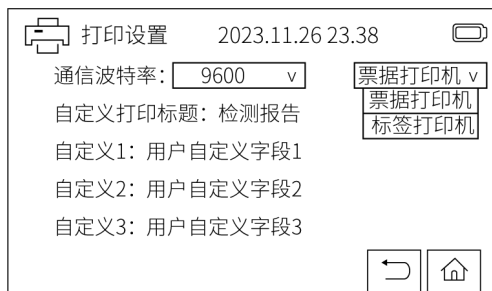 打印设置 2023.11.26 23.38
通信波特率: 9600 ∨ 票据打印机 ∨
票据打印机
自定义打印标题: 检测报告
标签打印机
自定义1: 用户自定义字段1
自定义2: 用户自定义字段2
自定义3: 用户自定义字段3